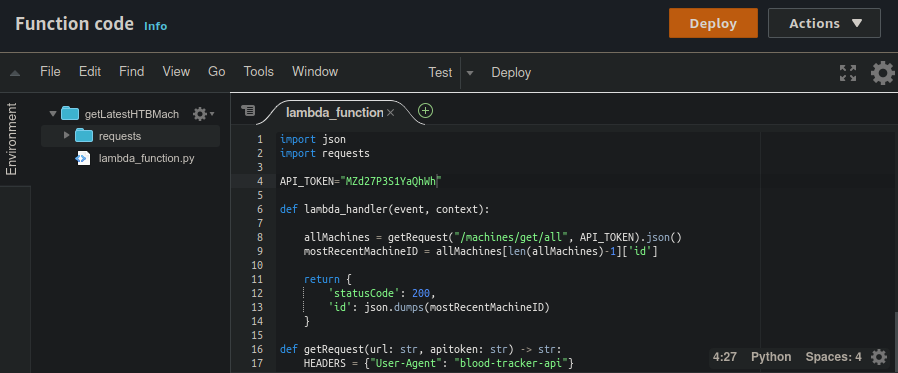 Function code Info
Deploy Actions
File Edit Find View Go Tools Window Test Deploy
Environment
getLatestHTBMach
requests
lambda_function.py
lambda_function
1 import json
2 import requests
3
4 API_TOKEN="MZd27P3S1YaQhWh"
5
6 def lambda_handler(event, context):
7
8 allMachines = getRequest("/machines/get/all", API_TOKEN).json()
9 mostRecentMachineID = allMachines[len(allMachines)-1]['id']
10
11 return {
12 'statusCode': 200,
13 'id': json.dumps(mostRecentMachineID)
14 }
15
16 def getRequest(url: str, apitoken: str) -> str:
17 HEADERS = {"User-Agent": "blood-tracker-api"}
4:27 Python Spaces: 4